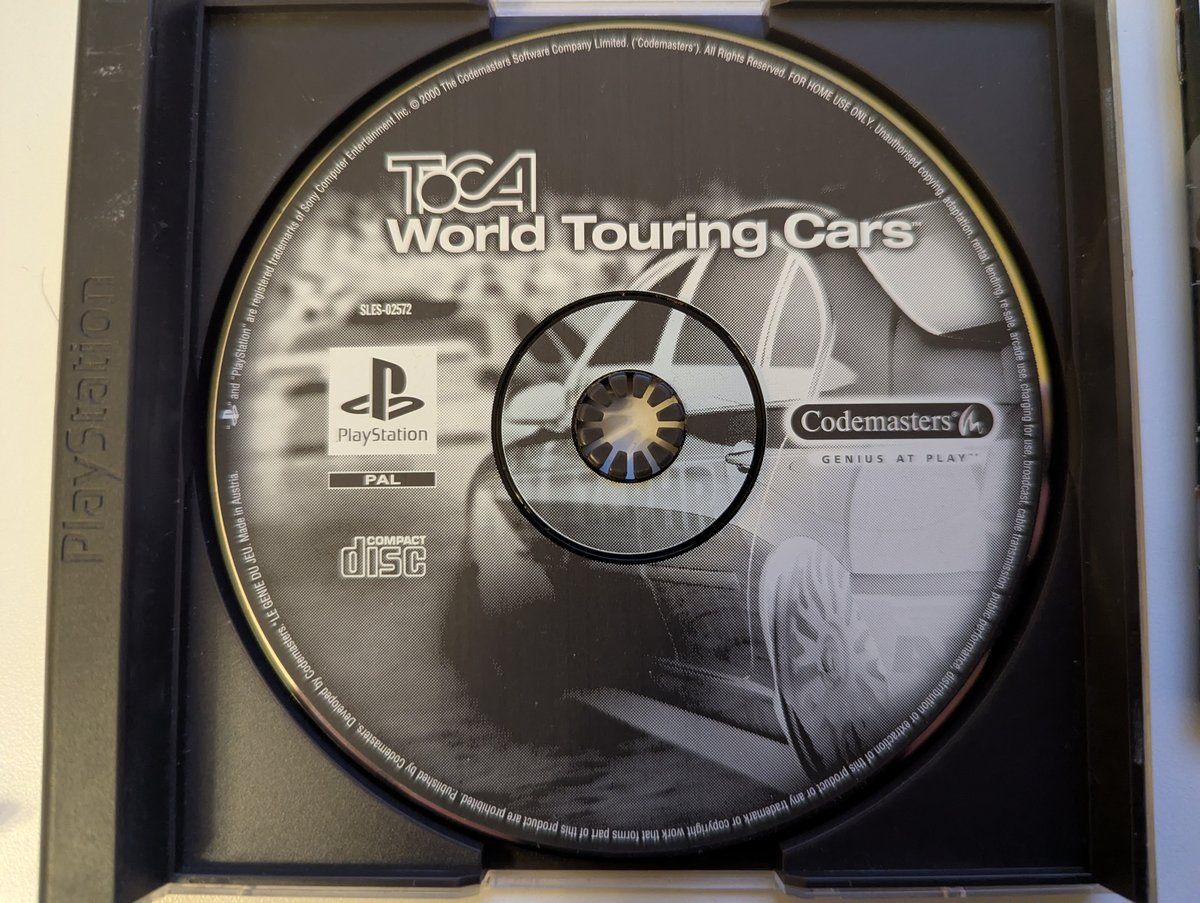 TOCA
World Touring Cars™
SLES-02572
PlayStation
PAL
COMPACT
disc
Codemasters®
GENIUS AT PLAY™
PlayStation
" and "PlayStation" are registered trademarks of Sony Computer Entertainment Inc. © 2000 The Codemasters Software Company Limited. ("Codemasters"). All Rights Reserved. FOR HOME USE ONLY. Unauthorised copying, adaptation, rental, lending, re-sale, arcade use, charging for use, broadcast, cable transmission, public performance, distribution or extraction of this product or any trademark or copyright work that forms part of this product are prohibited. Published by Codemasters. Developed by Codemasters. •LE GENIE DU JEU. Made in Austria.